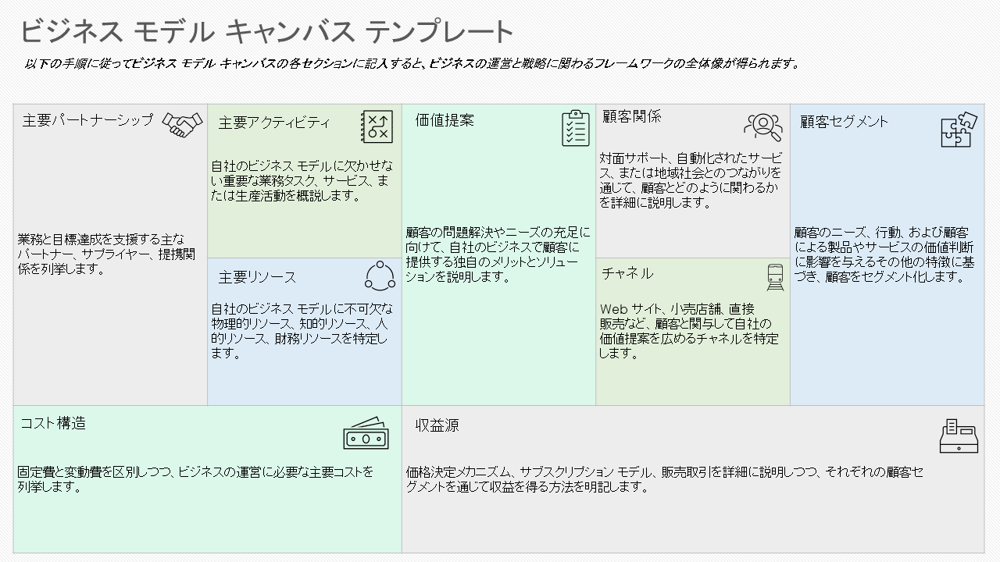 ビジネス モデル キャンバス テンプレート
以下の手順に従ってビジネス モデル キャンバスの各セクションに記入すると、ビジネスの運営と戦略に関わるフレームワークの全体像が得られます。
主要パートナーシップ
業務と目標達成を支援する主な
パートナー、サプライヤー、提携関
係を列挙します。
主要アクティビティ
自社のビジネス モデルに欠かせな
い重要な業務タスク、サービス、ま
たは生産活動を概説します。
主要リソース
自社のビジネス モデルに不可欠な
物理的リソース、知的リソース、人
的リソース、財務リソースを特定し
ます。
価値提案
顧客の問題解決やニーズの充足に
向けて、自社のビジネスで顧客に
提供する独自のメリットとソリュー
ションを説明します。
顧客関係
対面サポート、自動化されたサービ
ス、または地域社会とのつながりを
通じて、顧客とどのように関わるか
を詳細に説明します。
チャネル
Web サイト、小売店舗、直接
販売など、顧客と関与して自社の
価値提案を広めるチャネルを特定
します。
顧客セグメント
顧客のニーズ、行動、および顧客
による製品やサービスの価値判断
に影響を与えるその他の特徴に基
づき、顧客をセグメント化します。
コスト構造
固定費と変動費を区別しつつ、ビジネスの運営に必要な主要コストを
列挙します。
収益源
価格決定メカニズム、サブスクリプション モデル、販売取引を詳細に説明しつつ、それぞれの顧客セ
グメントを通じて収益を得る方法を明記します。